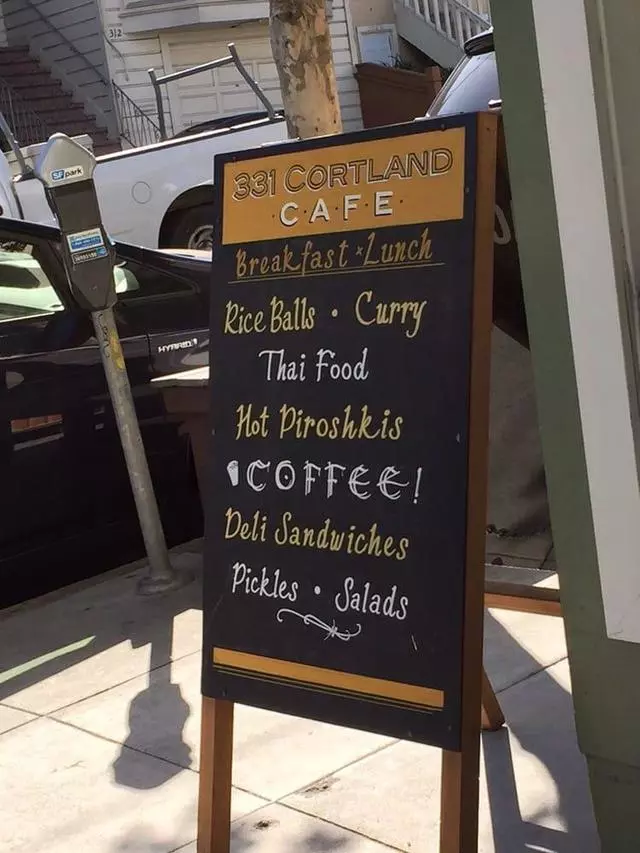 312
SFpark
331 CORTLAND
CAFE
Breakfast * Lunch
Rice Balls • Curry
Thai Food
Hot Piroshkis
COFFEE!
Deli Sandwiches
Pickles • Salads
HYBRID